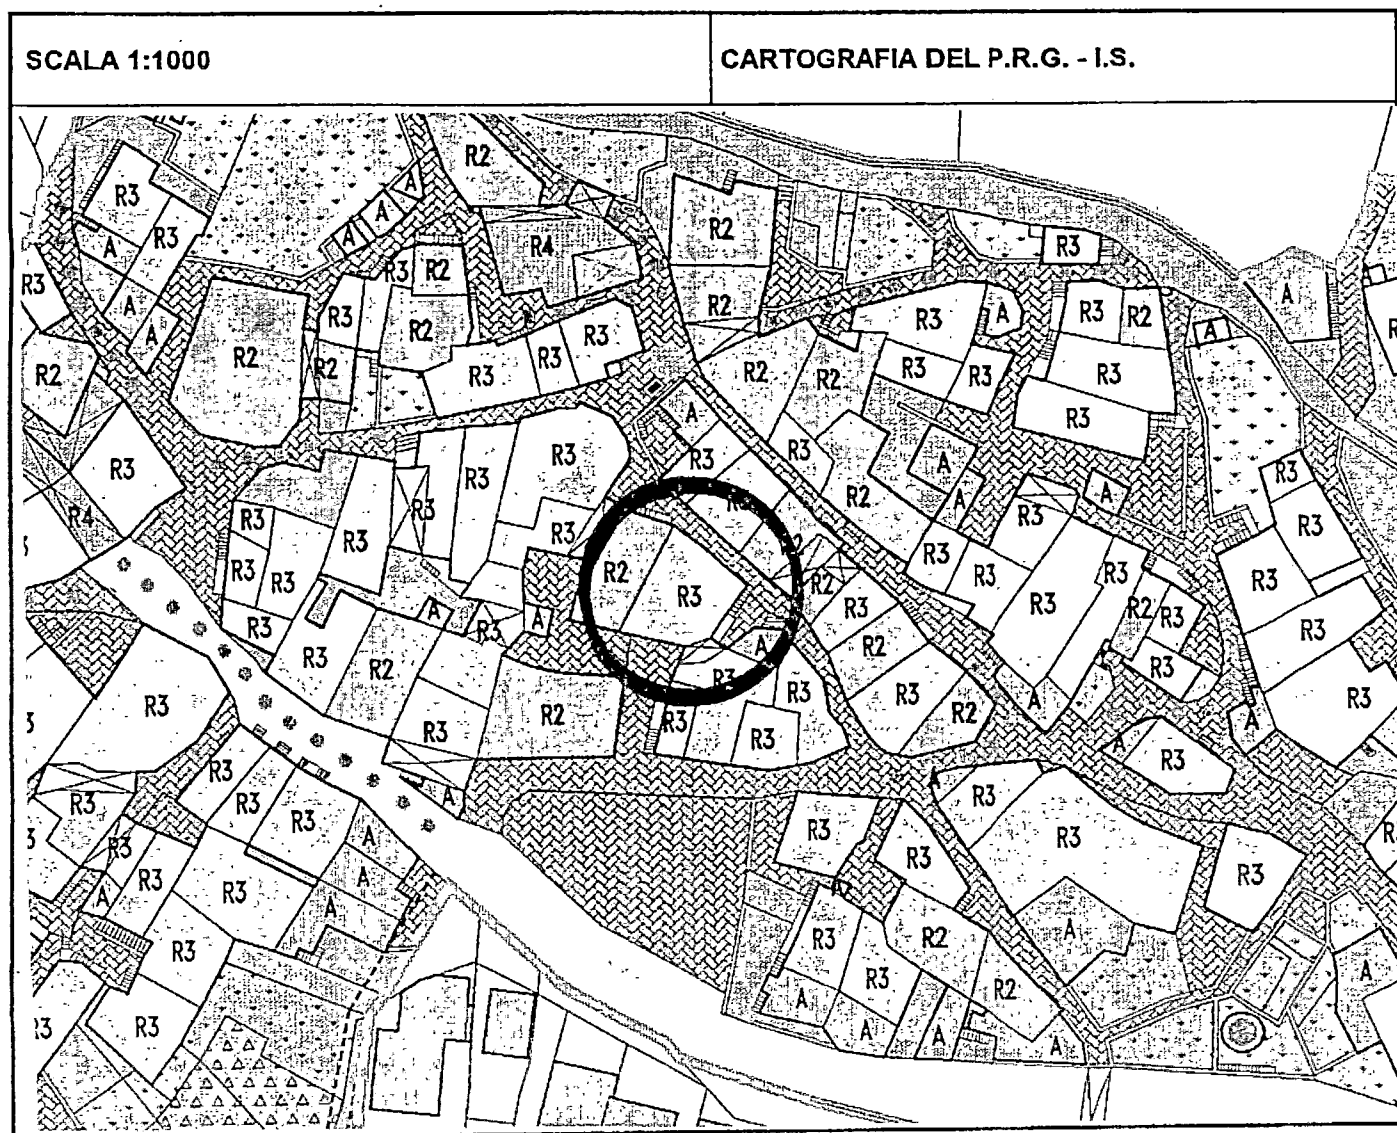 SCALA 1:1000
CARTOGRAFIA DEL P.R.G. - I.S.
R2
R3 A R2 R4 R2 R3
A R3 A R3 R2 A
R3 A R3 R2 R3 A R3 R2
A R2 R2 A
R2 R2 R3 R3 R3 R2 R2 R3 R3 R3
A R3
R3 R3 R3 R3 R3 A A R3
R4 R3 R3 R3 R3 R2 A A R3 R3
R3 R3 R3 R2 R3 R2 R3 R3 R3 R3 R3
R3 A R3 A A R3 R2 R3 R2 R3 R3
R3 R2 R3 R3 R2 R3
R3 R3 R2 R3 R3 R3 R2 A A R3
R3 R3 A
R3 R3 R3 A R3 R3 R3
R3 R3 R3 A R3 R3
A R3 A A R3 R2 A
R3 R3 R2 A
R3 A A A A